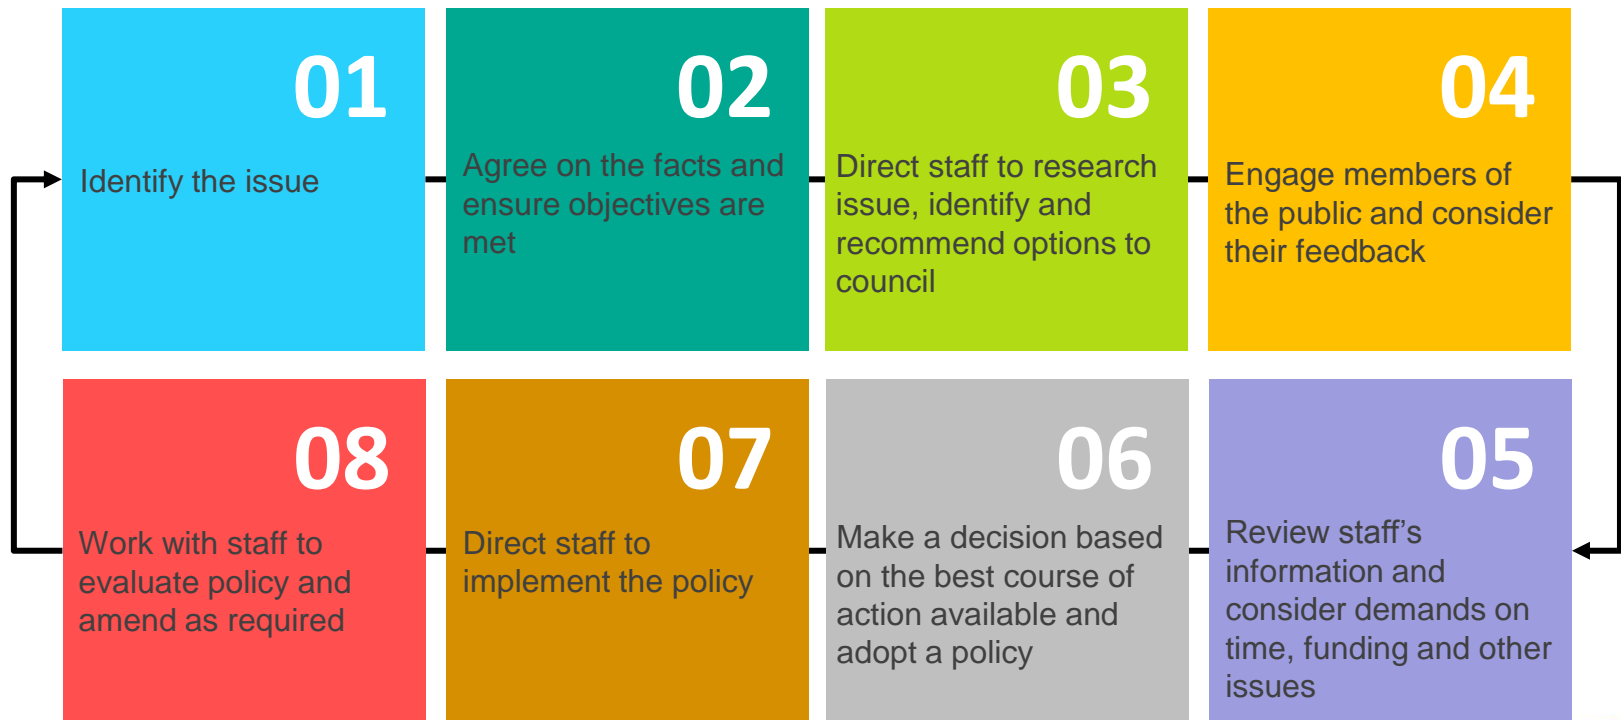 01
Identify the issue
02
Agree on the facts and
ensure objectives are
met
03
Direct staff to research
issue, identify and
recommend options to
council
04
Engage members of
the public and consider
their feedback
05
Review staff’s
information and
consider demands on
time, funding and other
issues
06
Make a decision based
on the best course of
action available and
adopt a policy
07
Direct staff to
implement the policy
08
Work with staff to
evaluate policy and
amend as required